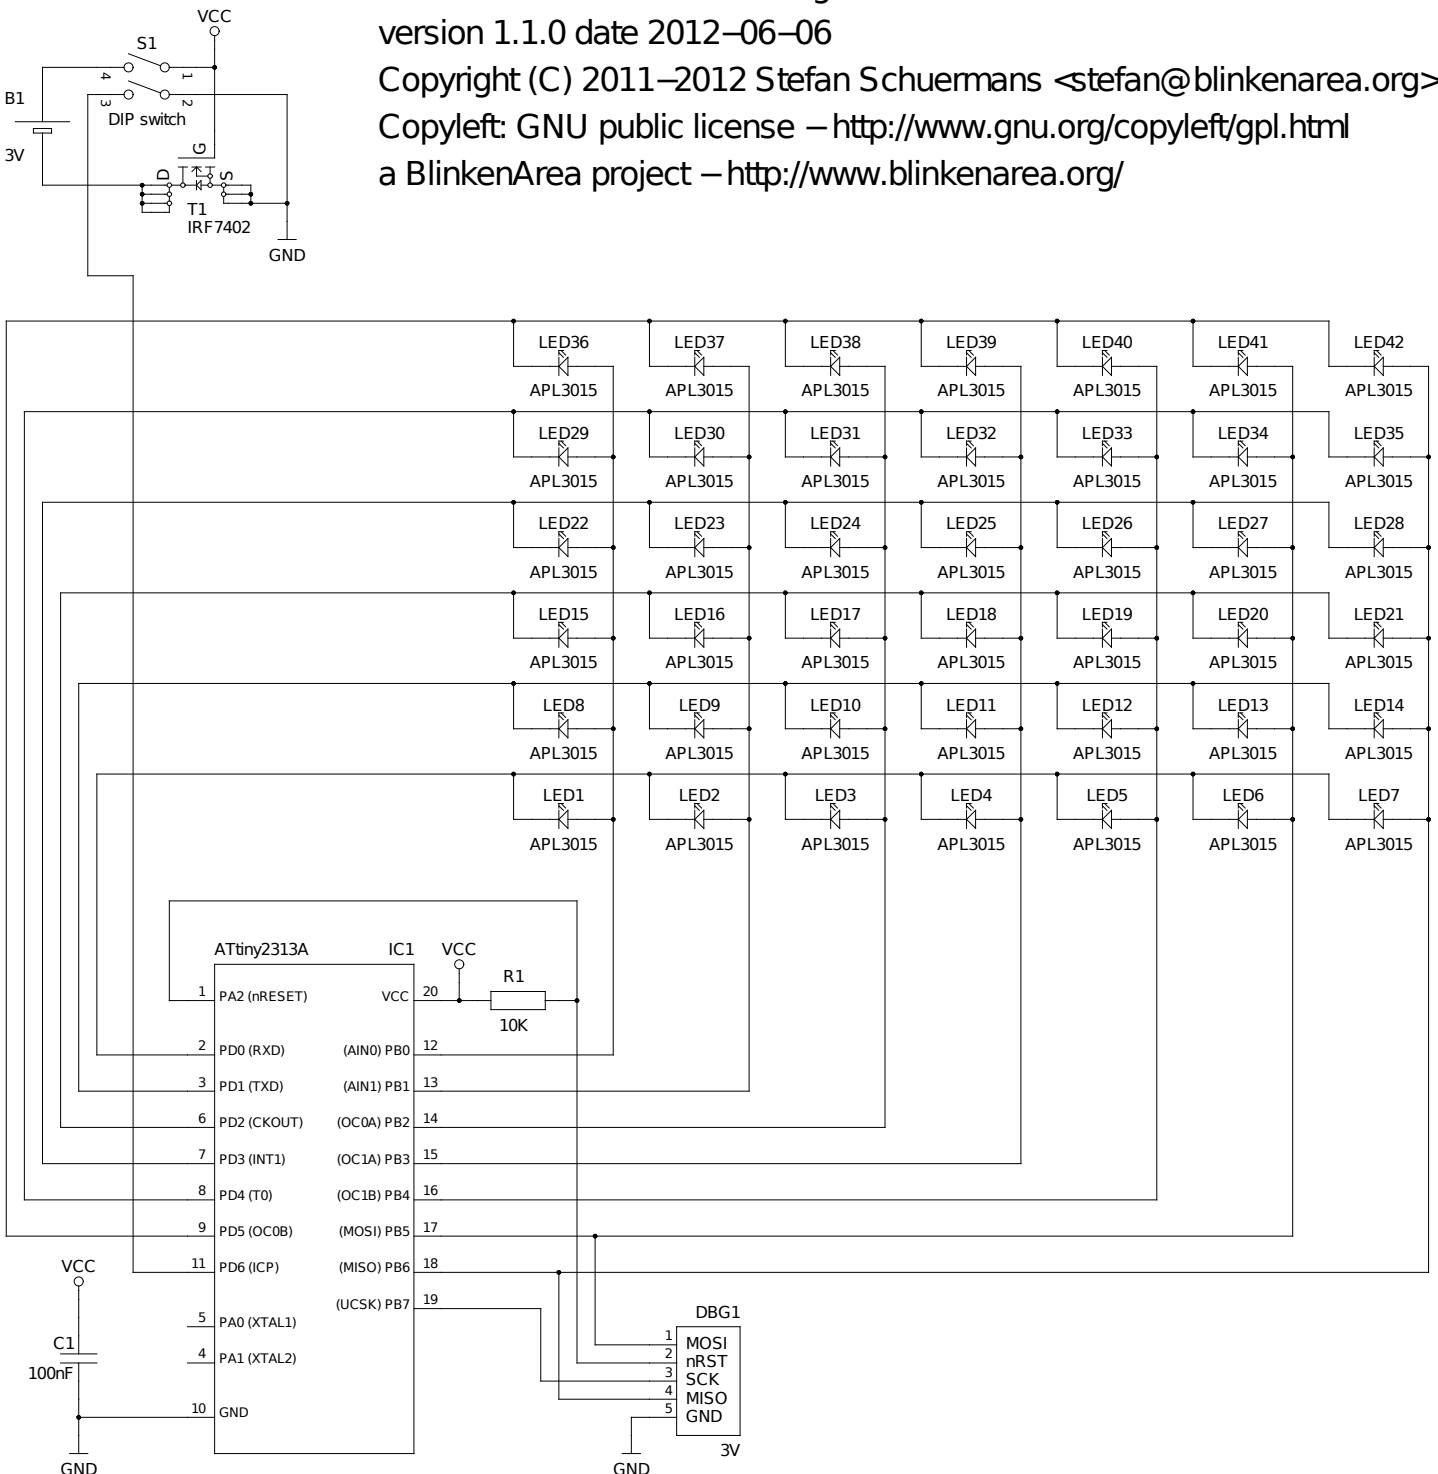 version 1.1.0 date 2012–06–06
Copyright (C) 2011–2012 Stefan Schuermans <stefan@blinkenarea.org>
Copyleft: GNU public license – http://www.gnu.org/copyleft/gpl.html
a BlinkenArea project – http://www.blinkenarea.org/
VCC
S1
4 1
3 2
DIP switch
B1
3V
G
D S
T1
IRF7402
GND
LED36 LED37 LED38 LED39 LED40 LED41 LED42
APL3015 APL3015 APL3015 APL3015 APL3015 APL3015 APL3015
LED29 LED30 LED31 LED32 LED33 LED34 LED35
APL3015 APL3015 APL3015 APL3015 APL3015 APL3015 APL3015
LED22 LED23 LED24 LED25 LED26 LED27 LED28
APL3015 APL3015 APL3015 APL3015 APL3015 APL3015 APL3015
LED15 LED16 LED17 LED18 LED19 LED20 LED21
APL3015 APL3015 APL3015 APL3015 APL3015 APL3015 APL3015
LED8 LED9 LED10 LED11 LED12 LED13 LED14
APL3015 APL3015 APL3015 APL3015 APL3015 APL3015 APL3015
LED1 LED2 LED3 LED4 LED5 LED6 LED7
APL3015 APL3015 APL3015 APL3015 APL3015 APL3015 APL3015
ATtiny2313A IC1 VCC
R1
10K
1 PA2 (nRESET) VCC 20
2 PD0 (RXD) (AIN0) PB0 12
3 PD1 (TXD) (AIN1) PB1 13
6 PD2 (CKOUT) (OC0A) PB2 14
7 PD3 (INT1) (OC1A) PB3 15
8 PD4 (T0) (OC1B) PB4 16
9 PD5 (OC0B) (MOSI) PB5 17
11 PD6 (ICP) (MISO) PB6 18
(UCSK) PB7 19
5 PA0 (XTAL1)
4 PA1 (XTAL2)
10 GND
VCC
C1
100nF
GND
DBG1
1 MOSI
2 nRST
3 SCK
4 MISO
5 GND
3V
GND